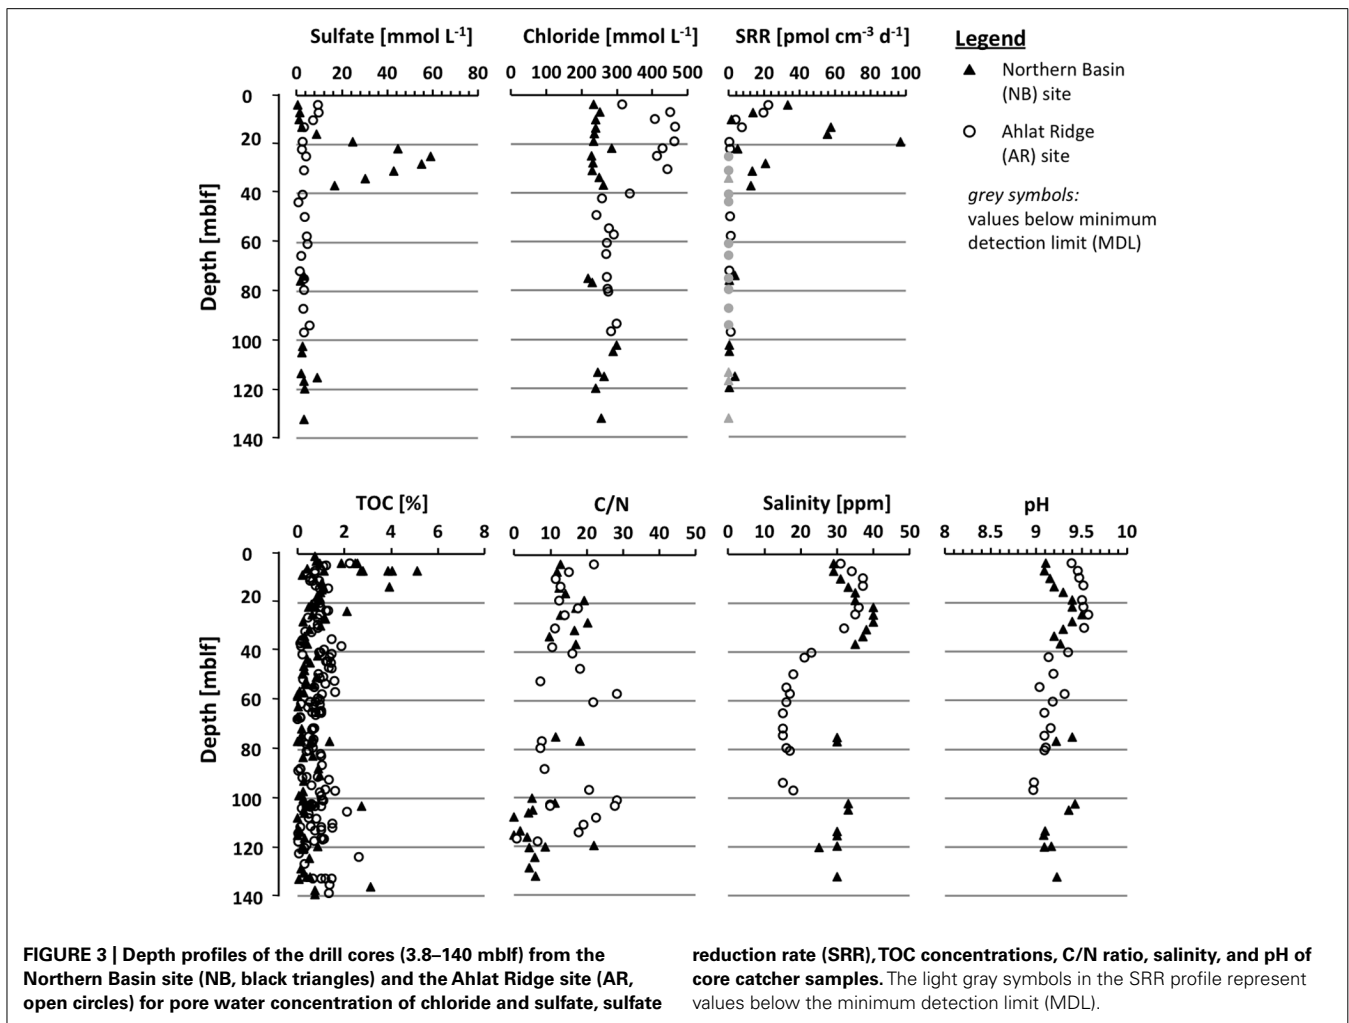 Sulfate [mmol L-1]
Chloride [mmol L-1]
SRR [pmol cm-3 d-1]
0 20 40 60 80
0 100 200 300 400 500
0 20 40 60 80 100
Depth [mblf]
0
20
40
60
80
100
120
140
Legend
Northern Basin
(NB) site
Ahlat Ridge
(AR) site
grey symbols:
values below minimum
detection limit (MDL)
TOC [%]
C/N
Salinity [ppm]
pH
0 2 4 6 8
0 10 20 30 40 50
0 10 20 30 40 50
8 8.5 9 9.5 10
Depth [mblf]
0
20
40
60
80
100
120
140
FIGURE 3 | Depth profiles of the drill cores (3.8–140 mblf) from the
Northern Basin site (NB, black triangles) and the Ahlat Ridge site (AR,
open circles) for pore water concentration of chloride and sulfate, sulfate
reduction rate (SRR), TOC concentrations, C/N ratio, salinity, and pH of
core catcher samples. The light gray symbols in the SRR profile represent
values below the minimum detection limit (MDL).